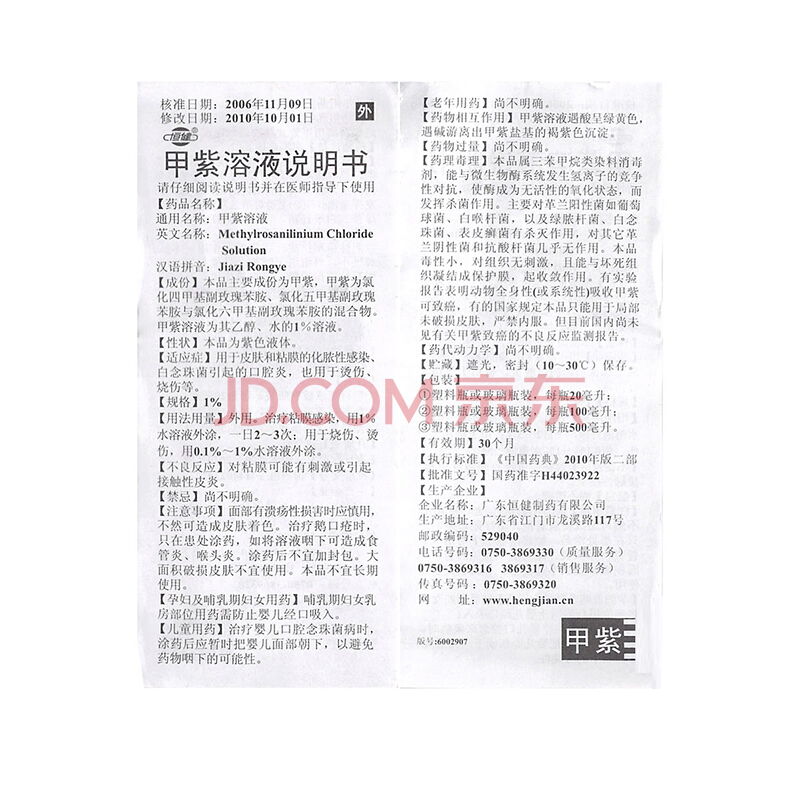 核准日期：2006年11月09日
修改日期：2010年10月01日
外
恒健®
甲紫溶液说明书
请仔细阅读说明书并在医师指导下使用
【药品名称】
通用名称：甲紫溶液
英文名称：Methylrosanilinium Chloride
Solution
汉语拼音：Jiazi Rongye
【成份】本品主要成份为甲紫，甲紫为氯
化四甲基副玫瑰苯胺、氯化五甲基副玫瑰
苯胺与氯化六甲基副玫瑰苯胺的混合物。
甲紫溶液为其乙醇、水的1%溶液。
【性状】本品为紫色液体。
【适应症】用于皮肤和粘膜的化脓性感染、
白念珠菌引起的口腔炎，也用于烫伤、
烧伤等。
【规格】1%
【用法用量】外用。治疗粘膜感染，用1%
水溶液外涂，一日2～3次；用于烧伤、烫
伤，用0.1%～1%水溶液外涂。
【不良反应】对粘膜可能有刺激或引起
接触性皮炎。
【禁忌】尚不明确。
【注意事项】面部有溃疡性损害时应慎用，
不然可造成皮肤着色。治疗鹅口疮时，
只在患处涂药，如将溶液咽下可造成食
管炎、喉头炎。涂药后不宜加封包。大
面积破损皮肤不宜使用。本品不宜长期
使用。
【孕妇及哺乳期妇女用药】哺乳期妇女乳
房部位用药需防止婴儿经口吸入。
【儿童用药】治疗婴儿口腔念珠菌病时，
涂药后应暂时把婴儿面部朝下，以避免
药物咽下的可能性。
【老年用药】尚不明确。
【药物相互作用】甲紫溶液遇酸呈绿黄色，
遇碱游离出甲紫盐基的褐紫色沉淀。
【药物过量】尚不明确。
【药理毒理】本品属三苯甲烷类染料消毒
剂，能与微生物酶系统发生氢离子的竞争
性对抗，使酶成为无活性的氧化状态，而
发挥杀菌作用。主要对革兰阳性菌如葡萄
球菌、白喉杆菌，以及绿脓杆菌、白念
珠菌、表皮癣菌有杀灭作用，对其它革
兰阴性菌和抗酸杆菌几乎无作用。本品
毒性小，对组织无刺激，且能与坏死组
织凝结成保护膜，起收敛作用。有实验
报告表明动物全身性(或系统性)吸收甲紫
可致癌，有的国家规定本品只能用于局部
未破损皮肤，严禁内服。但目前国内尚未
见有关甲紫致癌的不良反应监测报告。
【药代动力学】尚不明确。
【贮藏】遮光，密封（10～30℃）保存。
【包装】
①塑料瓶或玻璃瓶装，每瓶20毫升；
②塑料瓶或玻璃瓶装，每瓶100毫升；
③塑料瓶或玻璃瓶装，每瓶500毫升。
【有效期】30个月
【执行标准】《中国药典》2010年版二部
【批准文号】国药准字H44023922
【生产企业】
企业名称：广东恒健制药有限公司
生产地址：广东省江门市龙溪路117号
邮政编码：529040
电话号码：0750-3869330（质量服务）
0750-3869316 3869317（销售服务）
传真号码：0750-3869320
网 址：www.hengjian.cn
版号:6002907
甲紫
JD.COM 京东